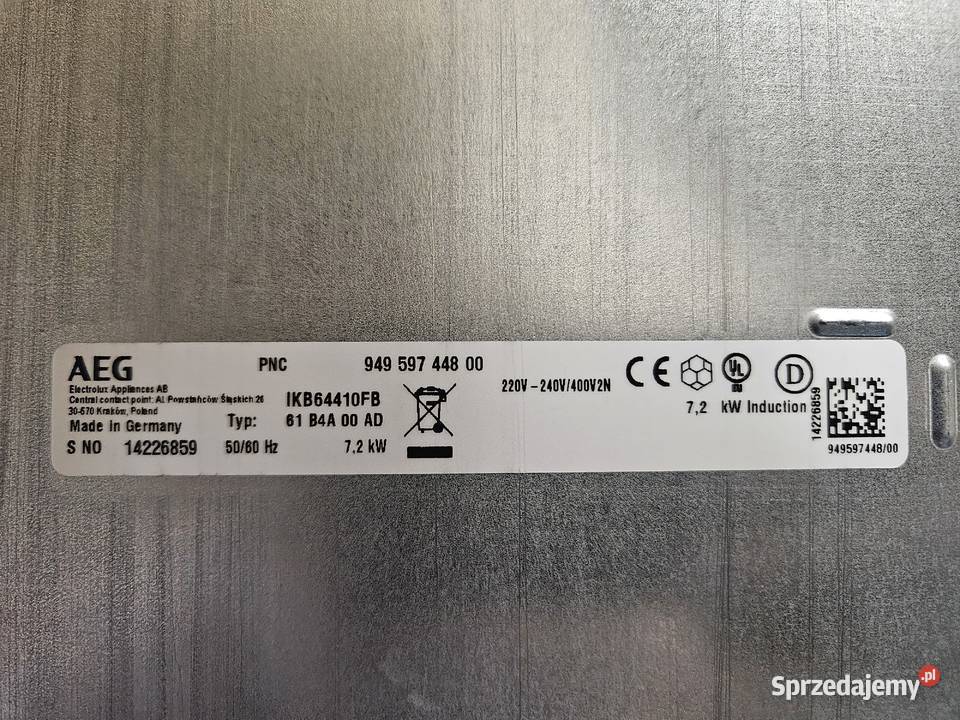 AEG
PNC 949 597 448 00
Electrolux Appliances AB
Central contact point: Al. Powstańców Śląskich 26
30-570 Kraków, Poland
IKB64410FB
Made in Germany
Typ: 61 B4A 00 AD
S NO 14226859 50/60 Hz 7,2 kW
220V–240V/400V2N
CE
UL
D
7,2 kW Induction
14226859
949597448/00
Sprzedajemy.pl